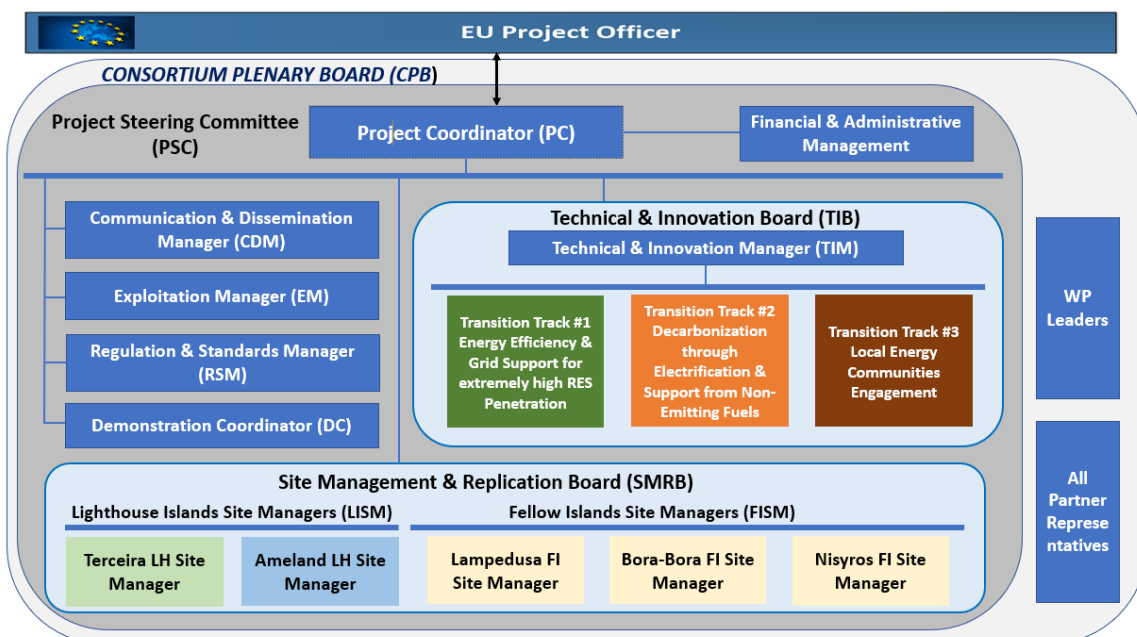 EU Project Officer
CONSORTIUM PLENARY BOARD (CPB)
Project Steering Committee
(PSC)
Project Coordinator (PC)
Financial & Administrative
Management
Communication & Dissemination
Manager (CDM)
Exploitation Manager (EM)
Regulation & Standards Manager
(RSM)
Demonstration Coordinator (DC)
Technical & Innovation Board (TIB)
Technical & Innovation Manager (TIM)
Transition Track #1
Energy Efficiency &
Grid Support for
extremely high RES
Penetration
Transition Track #2
Decarbonization
through
Electrification &
Support from Non-
Emitting Fuels
Transition Track #3
Local Energy
Communities
Engagement
WP
Leaders
All
Partner
Represe
ntatives
Site Management & Replication Board (SMRB)
Lighthouse Islands Site Managers (LISM)
Fellow Islands Site Managers (FISM)
Terceira LH Site
Manager
Ameland LH Site
Manager
Lampedusa FI
Site Manager
Bora-Bora FI Site
Manager
Nisyros FI Site
Manager